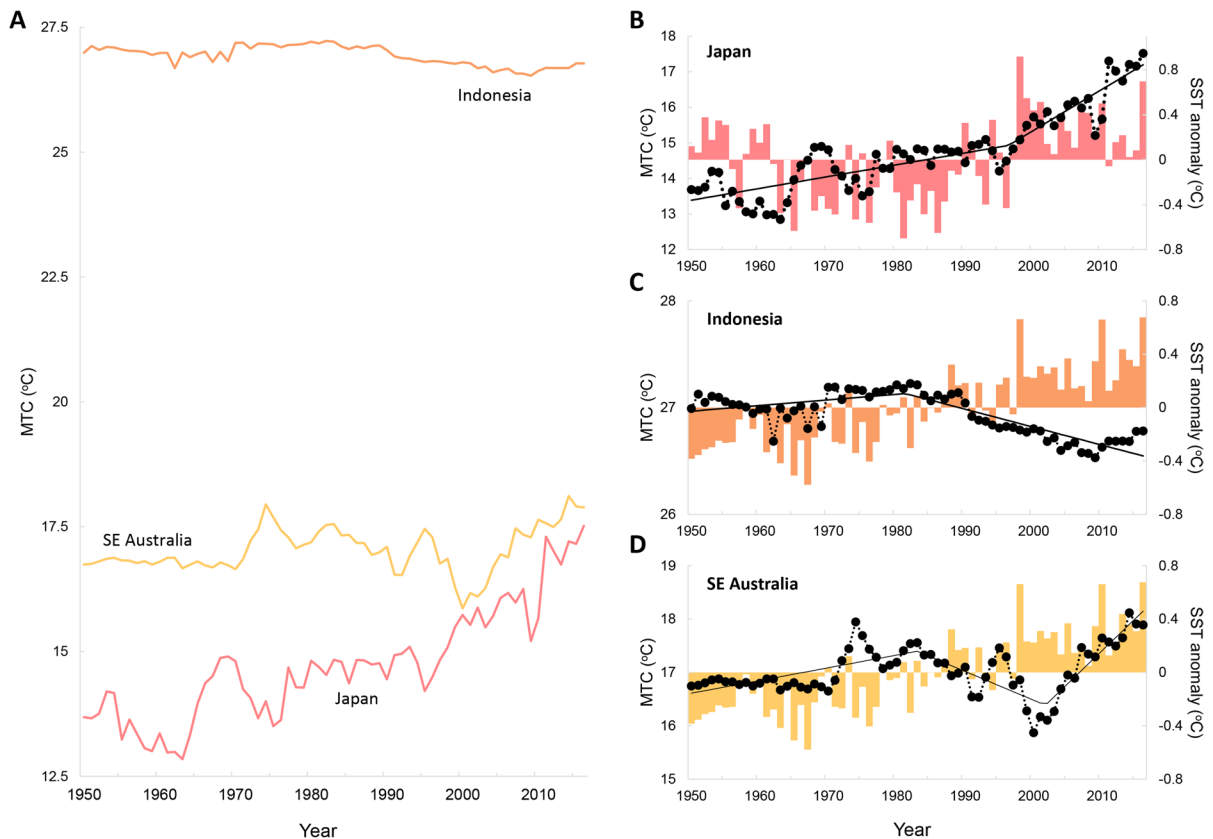 A
27.5
25
22.5
20
17.5
15
12.5
MTC (°C)
Indonesia
SE Australia
Japan
1950 1960 1970 1980 1990 2000 2010
Year
B
Japan
18
17
16
15
14
13
12
MTC (°C)
0.8
0.4
0
-0.4
-0.8
SST anomaly (°C)
1950 1960 1970 1980 1990 2000 2010
C
Indonesia
28
27
26
MTC (°C)
0.8
0.4
0
-0.4
-0.8
SST anomaly (°C)
1950 1960 1970 1980 1990 2000 2010
D
SE Australia
19
18
17
16
15
MTC (°C)
0.8
0.4
0
-0.4
-0.8
SST anomaly (°C)
1950 1960 1970 1980 1990 2000 2010
Year